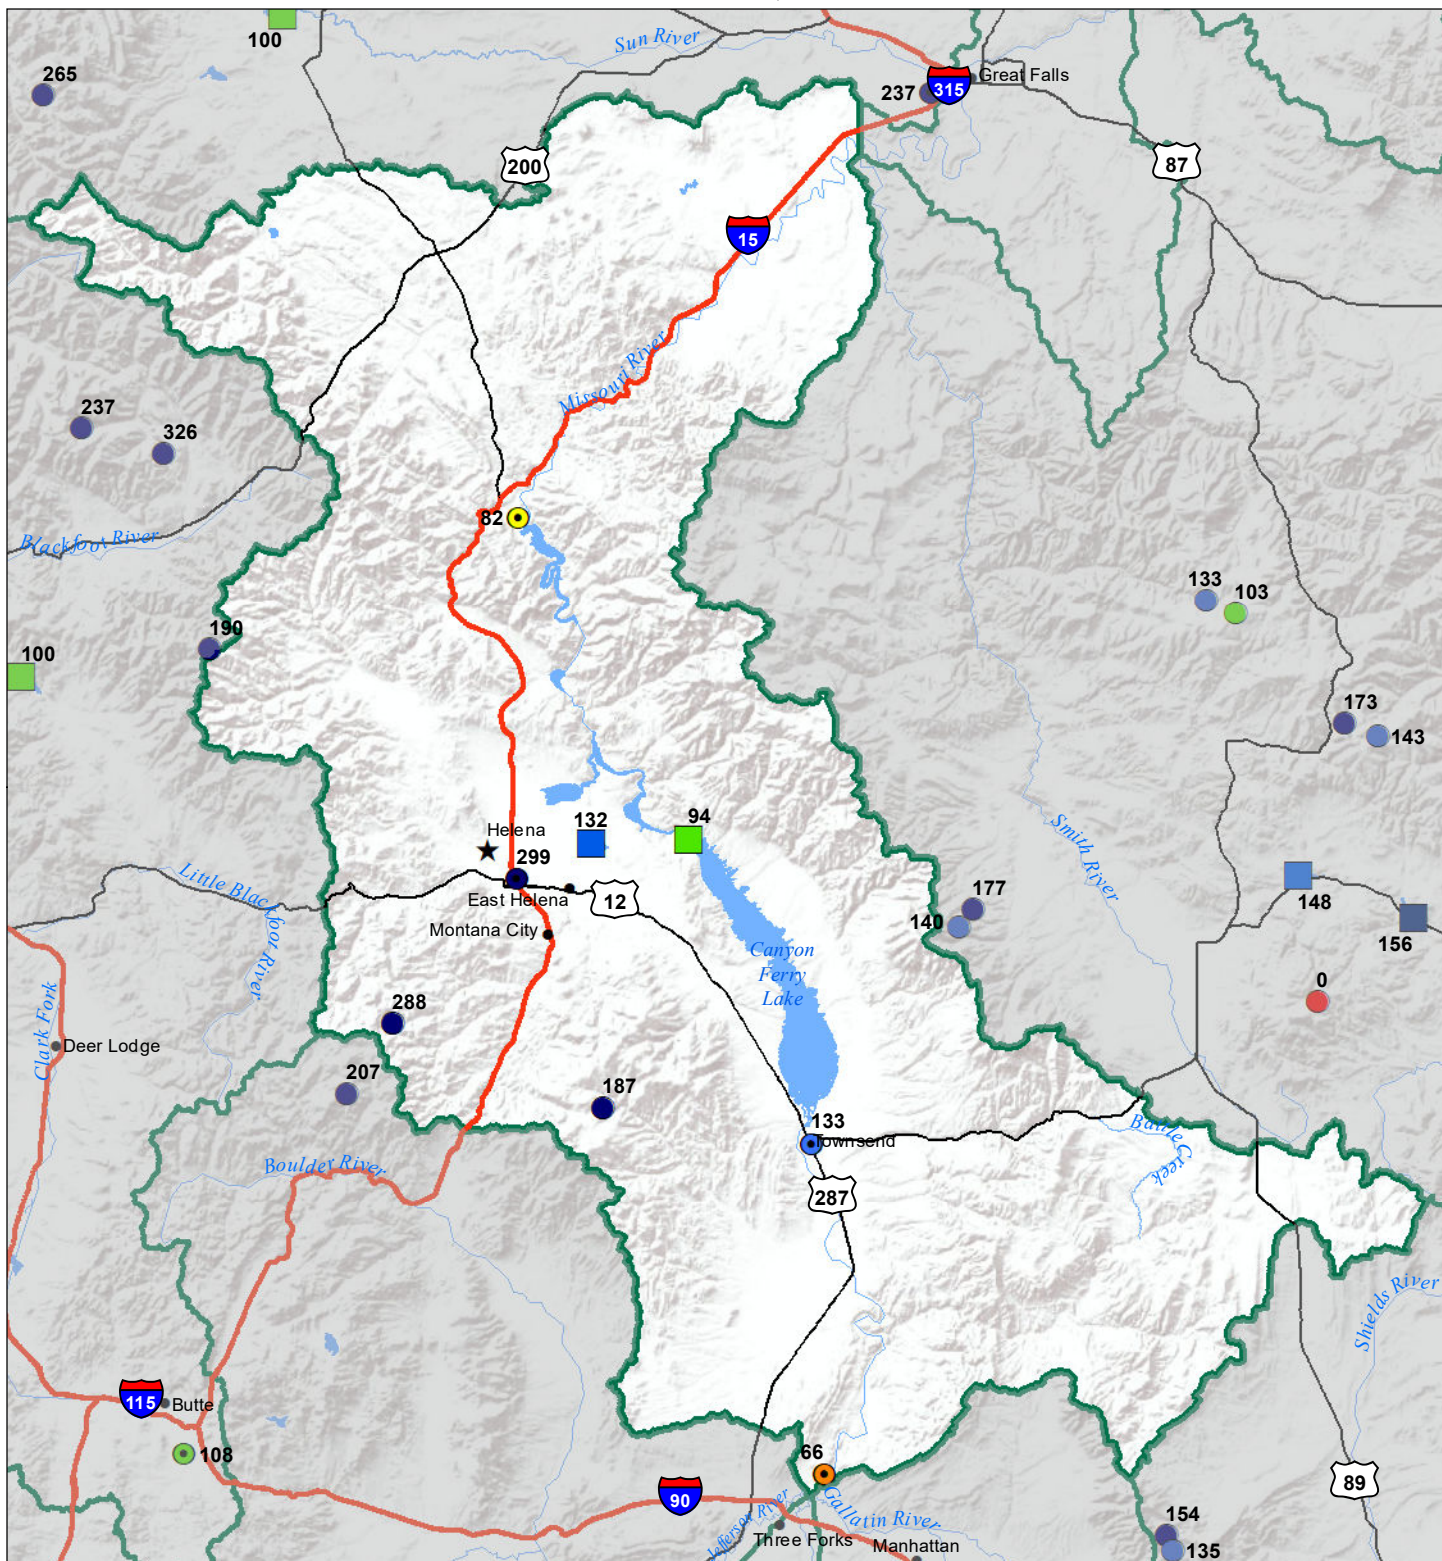 100
Sun River
265
237
315
Great Falls
200
87
15
Missouri River
237
326
82
Blackfoot River
133
103
190
100
173
143
Smith River
132
94
Helena
299
Little Blackfoot River
East Helena
12
148
177
140
156
Montana City
Canyon
Ferry
Lake
0
288
Clark Fork
Deer Lodge
207
187
133
Townsend
Battle Creek
Boulder River
287
Shields River
115
Butte
108
66
89
90
Gallatin River
Jefferson River
154
Three Forks
Manhattan
135